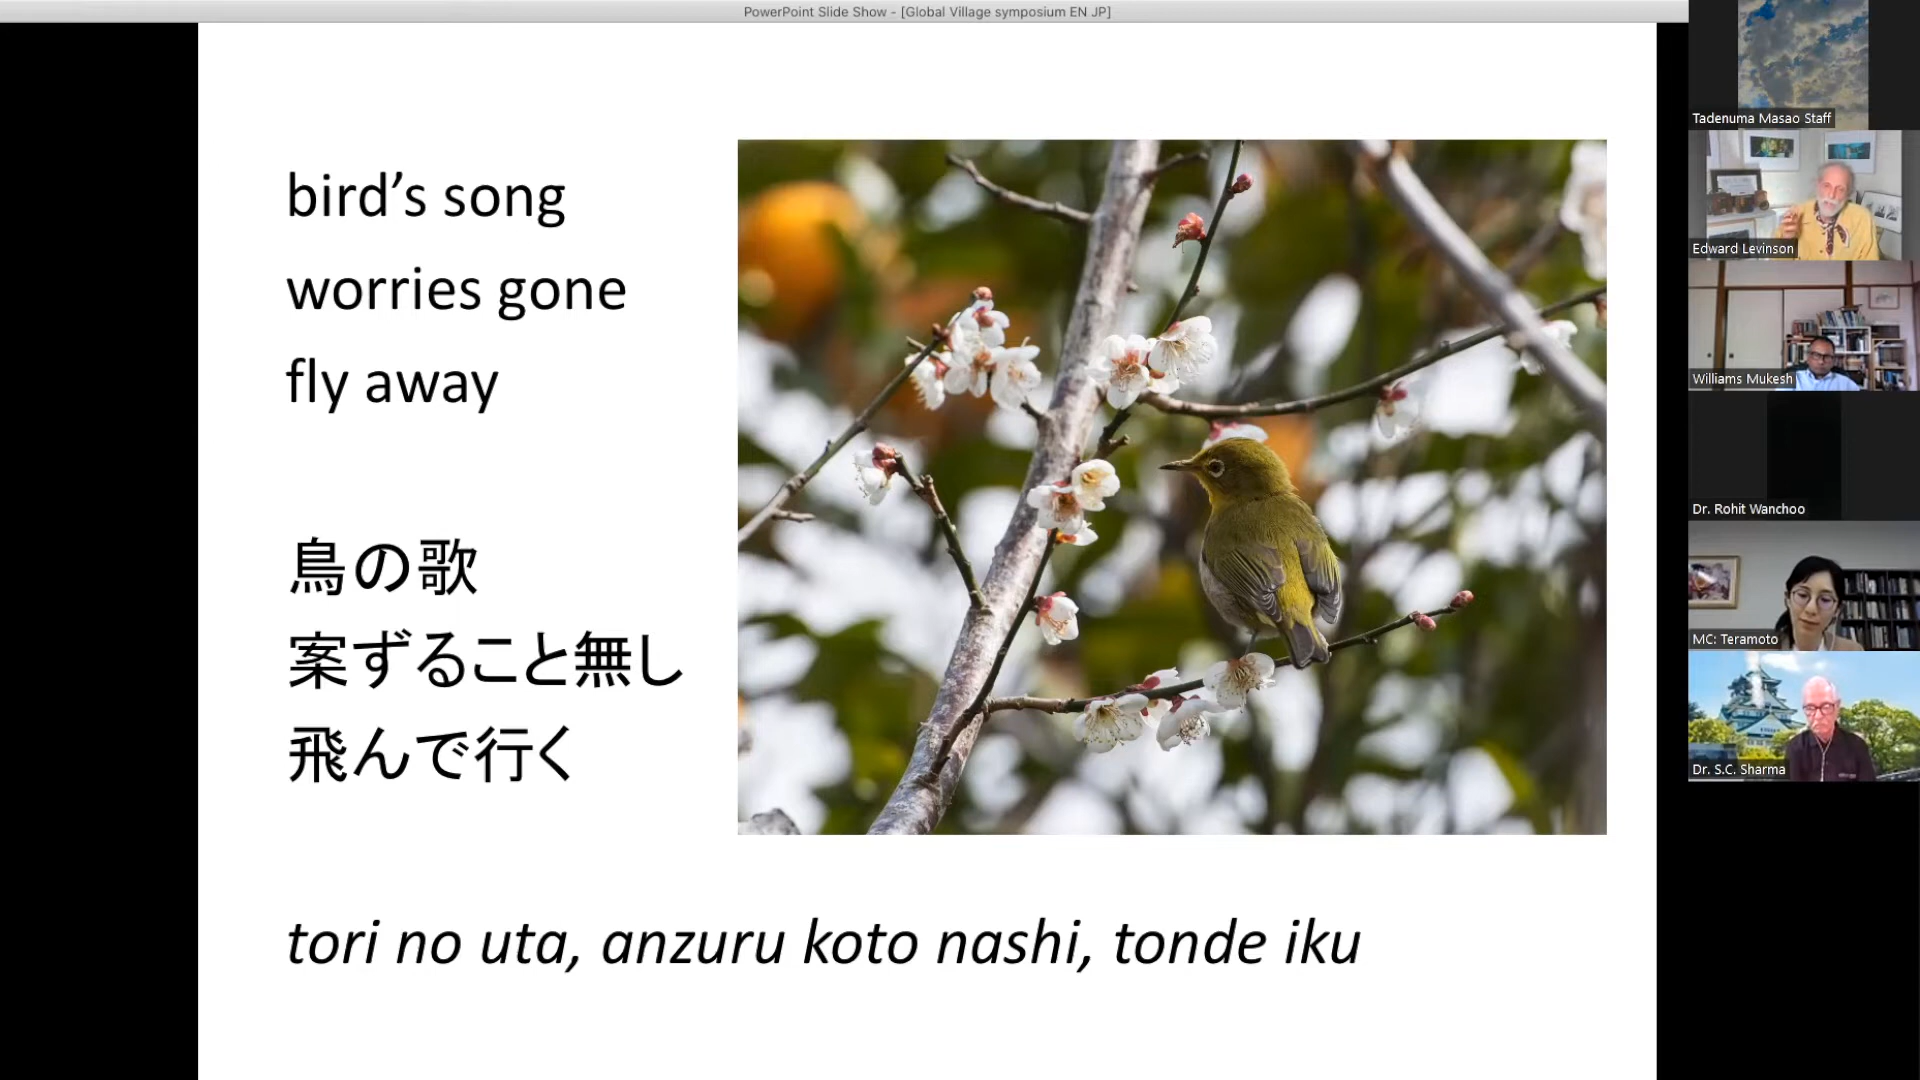 PowerPoint Slide Show - [Global Village symposium EN JP]
bird’s song
worries gone
fly away
鳥の歌
案ずること無し
飛んで行く
tori no uta, anzuru koto nashi, tonde iku
Tadenuma Masao Staff
Edward Levinson
Williams Mukesh
Dr. Rohit Wanchoo
MC: Teramoto
Dr. S.C. Sharma